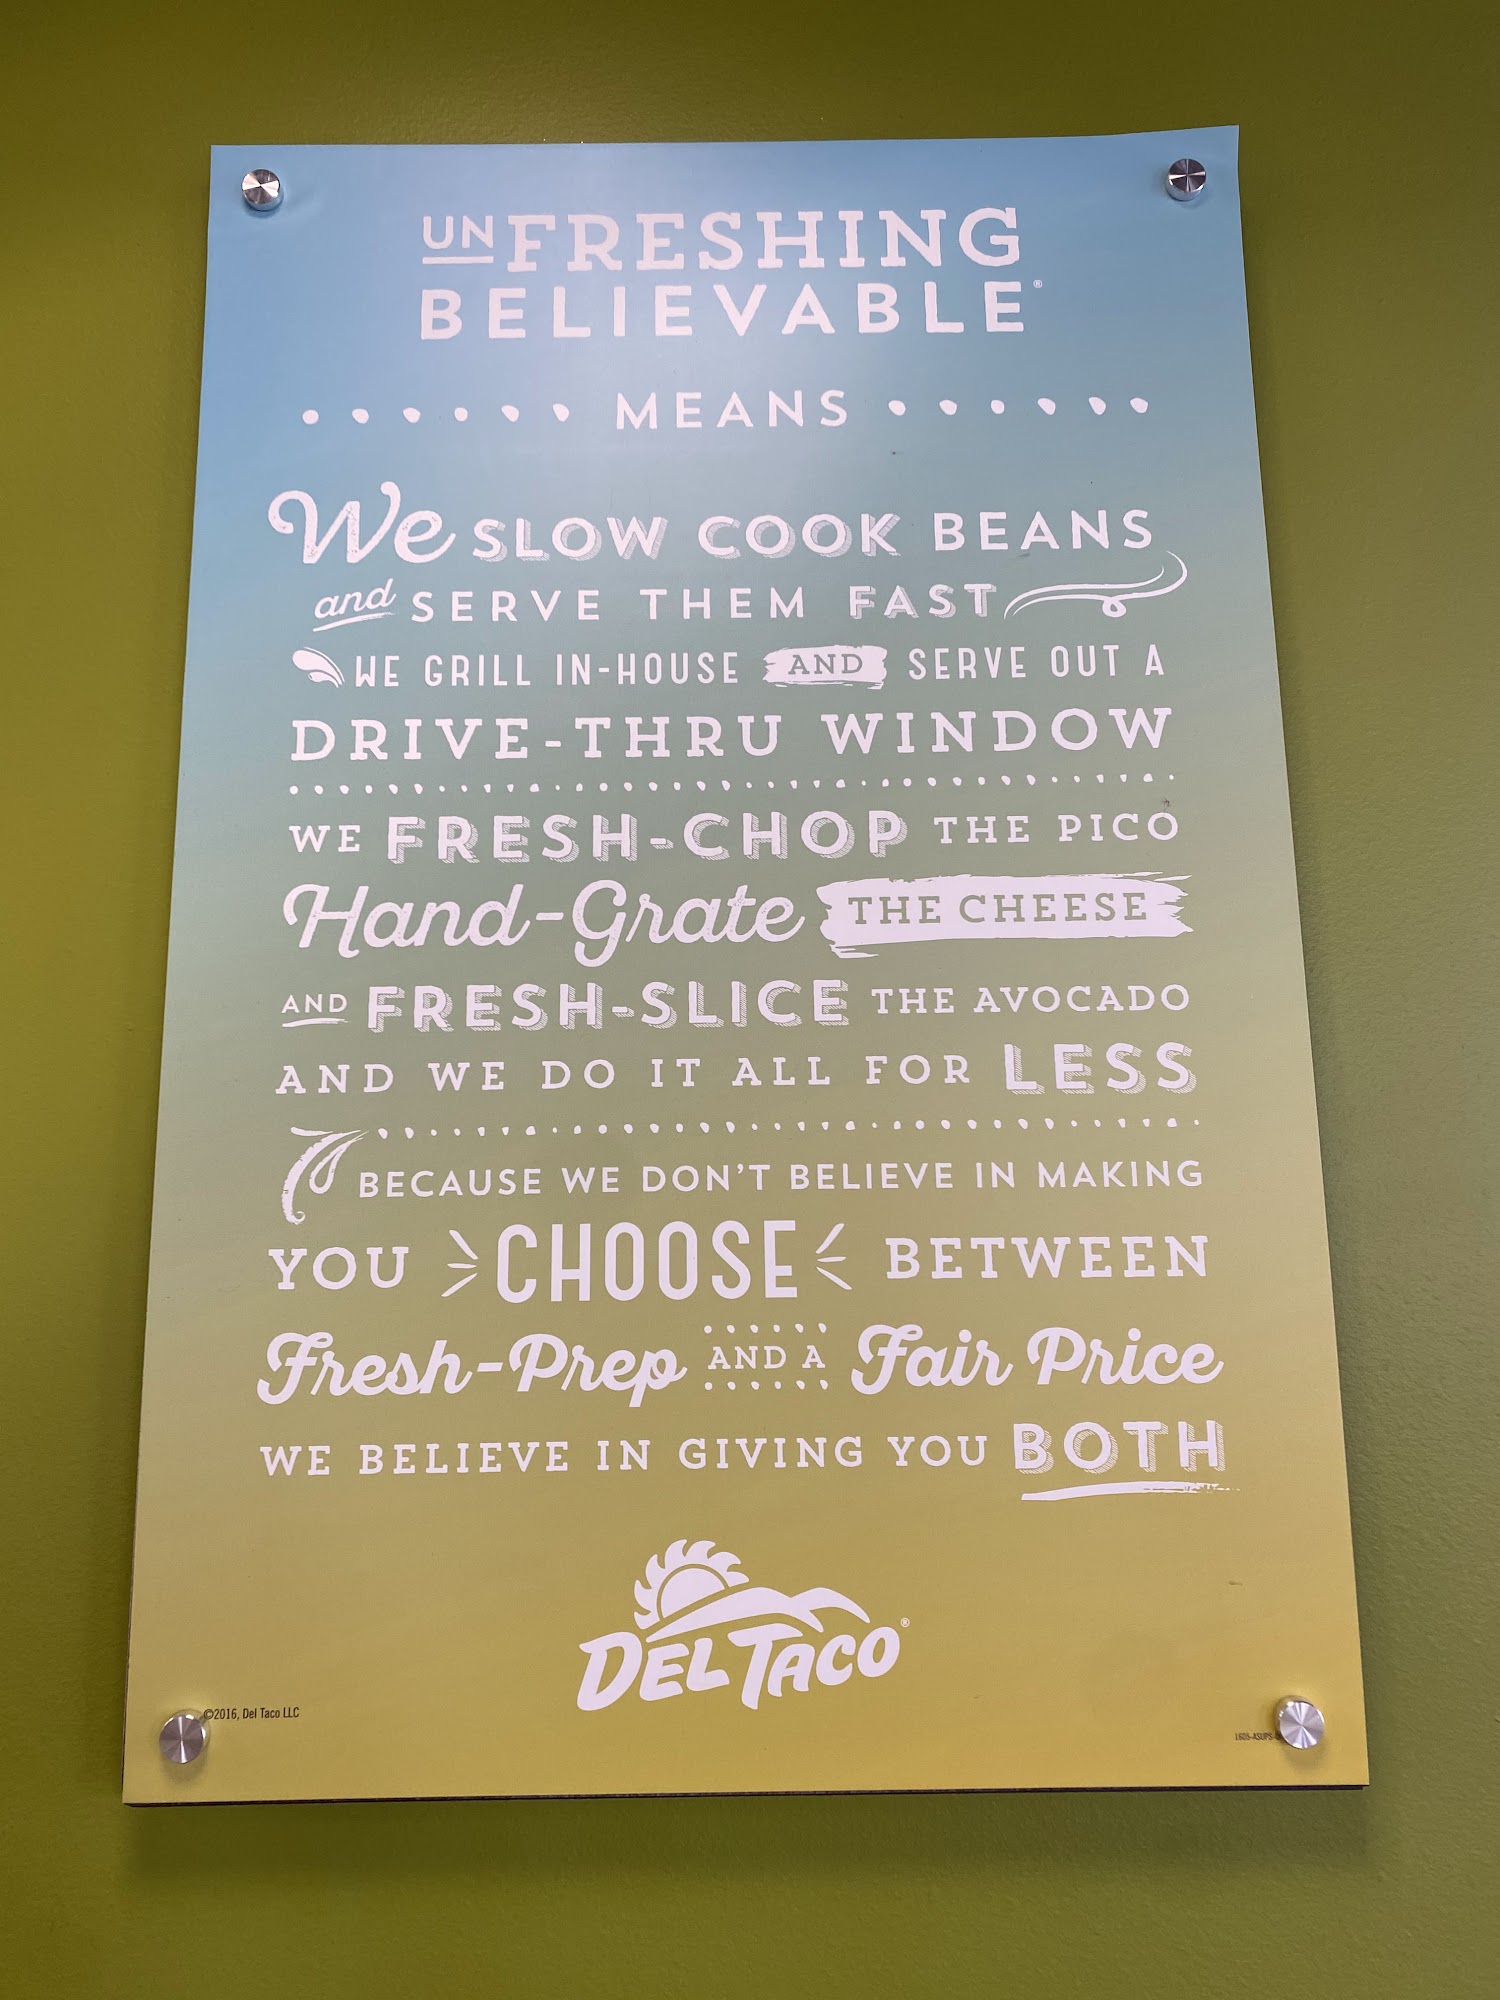 UNFRESHING
BELIEVABLE®
MEANS
We SLOW COOK BEANS
and SERVE THEM FAST
WE GRILL IN-HOUSE AND SERVE OUT A
DRIVE-THRU WINDOW
WE FRESH-CHOP THE PICO
Hand-Grate THE CHEESE
AND FRESH-SLICE THE AVOCADO
AND WE DO IT ALL FOR LESS
BECAUSE WE DON'T BELIEVE IN MAKING
YOU CHOOSE BETWEEN
Fresh-Prep AND A Fair Price
WE BELIEVE IN GIVING YOU BOTH
DEL TACO®
©2016, Del Taco LLC